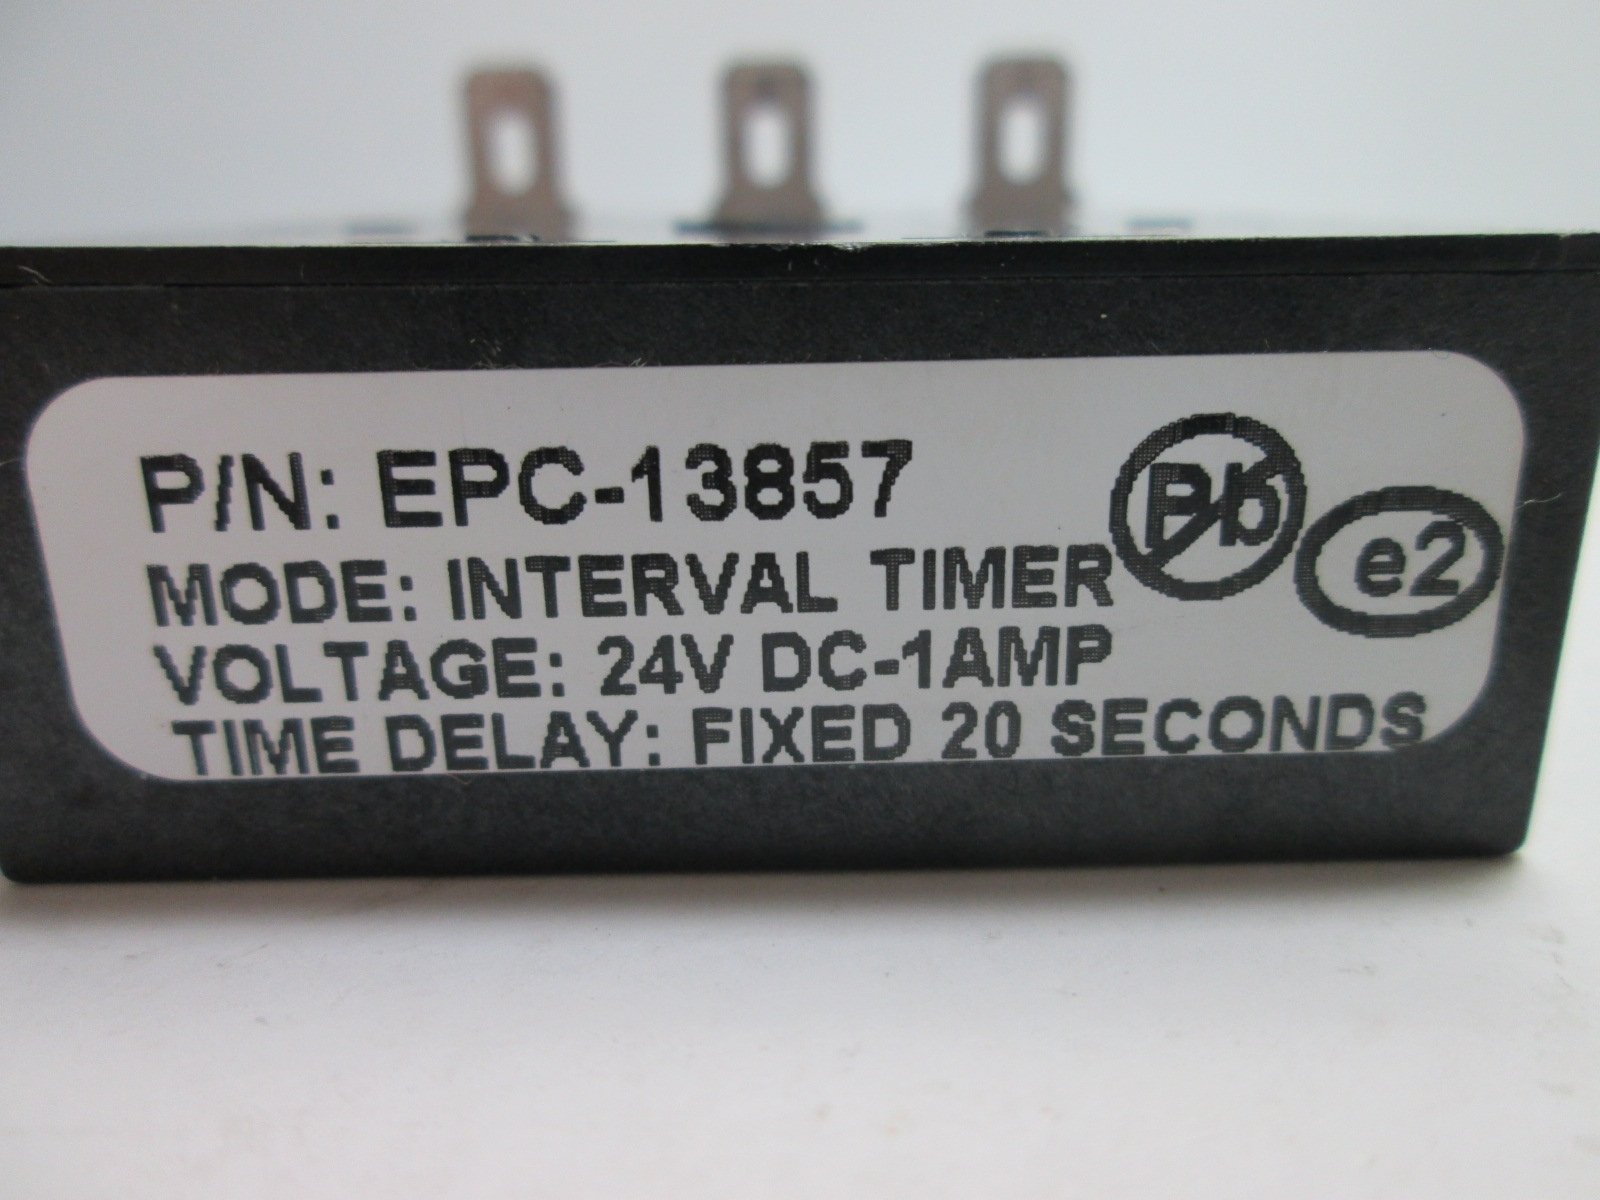 P/N: EPC-13857
Pb
e2
MODE: INTERVAL TIMER
VOLTAGE: 24V DC-1AMP
TIME DELAY: FIXED 20 SECONDS